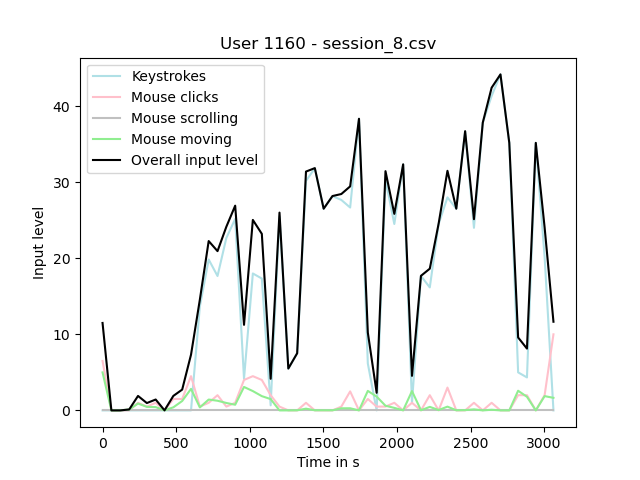 User 1160 - session_8.csv
Keystrokes
Mouse clicks
Mouse scrolling
Mouse moving
Overall input level
Input level
40
30
20
10
0
0 500 1000 1500 2000 2500 3000
Time in s